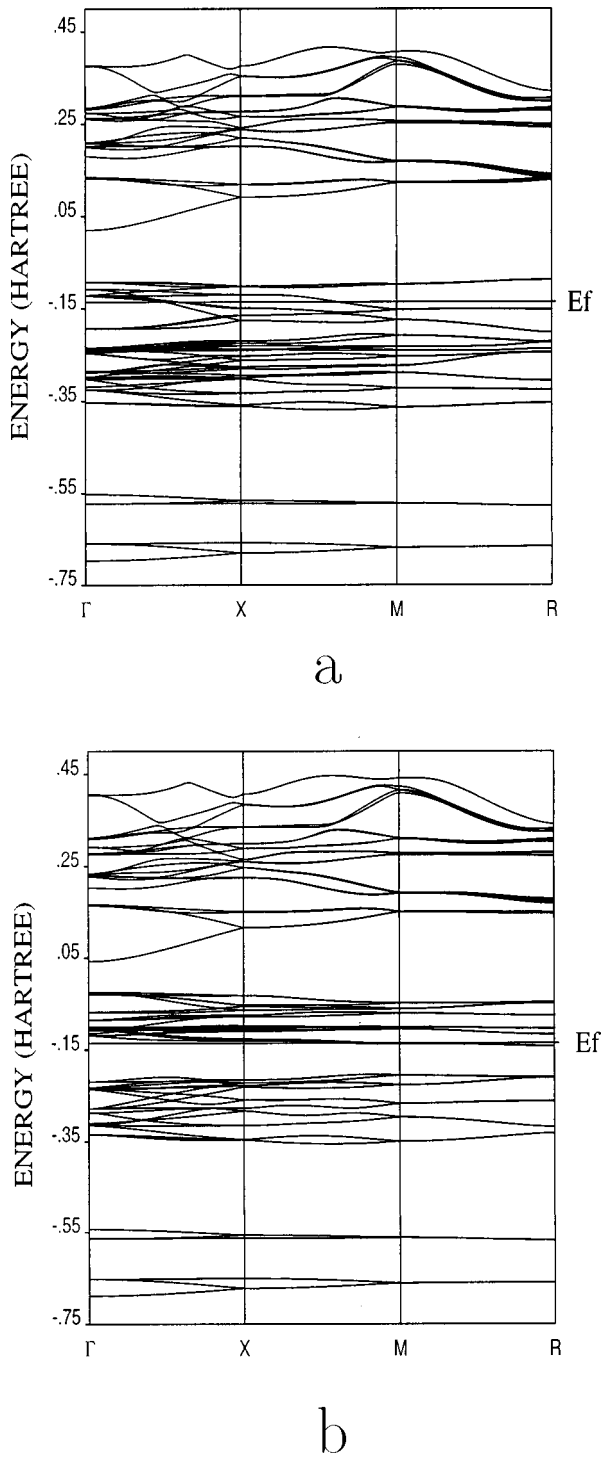 .45
.25
.05
-.15
-.35
-.55
-.75
ENERGY (HARTREE)
Ef
Γ X M R
a
.45
.25
.05
-.15
-.35
-.55
-.75
ENERGY (HARTREE)
Ef
Γ X M R
b